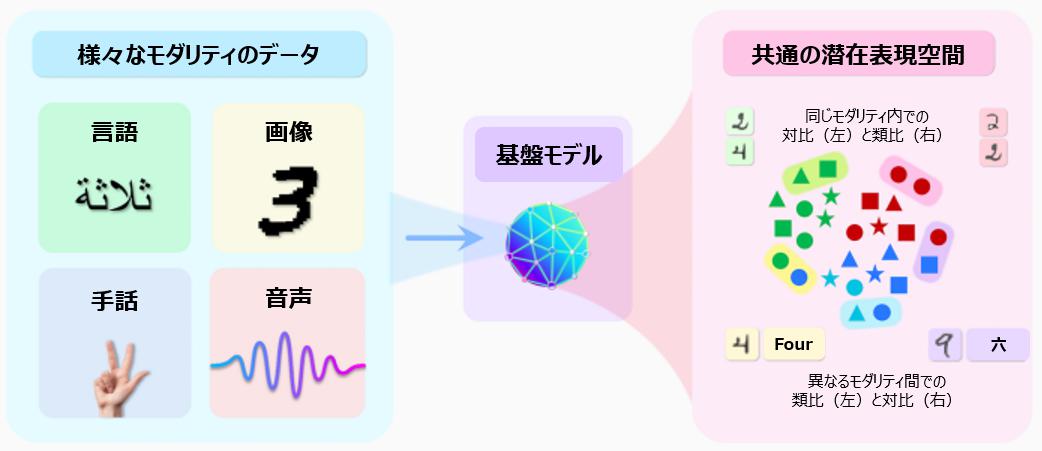 様々なモダリティのデータ
言語
ثلاثة
画像
3
手話
音声
基盤モデル
共通の潜在表現空間
2
4
同じモダリティ内での
対比（左）と類比（右）
2
2
4 Four
9 六
異なるモダリティ間での
類比（左）と対比（右）